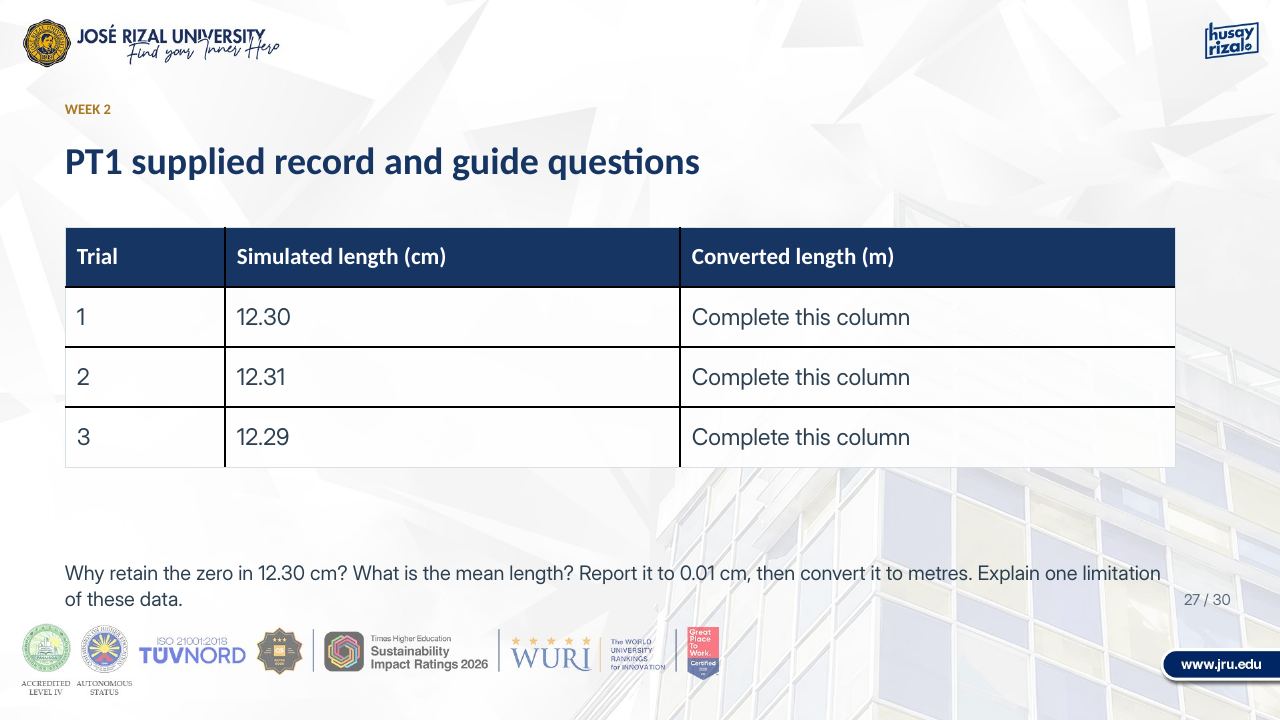 JOSÉ RIZAL UNIVERSITY
Find your Inner Hero
husay
rizal
WEEK 2
PT1 supplied record and guide questions
Trial Simulated length (cm) Converted length (m)
1 12.30 Complete this column
2 12.31 Complete this column
3 12.29 Complete this column
Why retain the zero in 12.30 cm? What is the mean length? Report it to 0.01 cm, then convert it to metres. Explain one limitation
of these data.
27 / 30
ACCREDITED
LEVEL IV
AUTONOMOUS
STATUS
ISO 21001:2018
TÜVNORD
Times Higher Education
Sustainability
Impact Ratings 2026
WURI
The WORLD
UNIVERSITY
RANKINGS
for INNOVATION
Great
Place
To
Work.
Certified
www.jru.edu